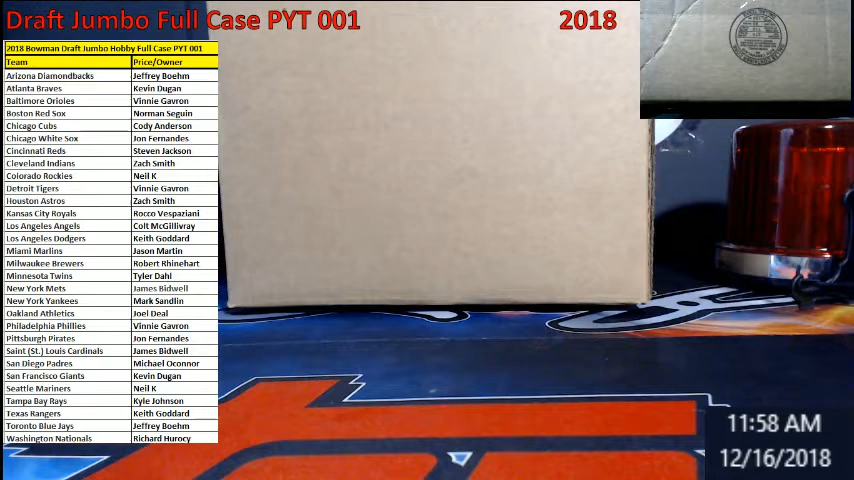 Draft Jumbo Full Case PYT 001 2018
2018 Bowman Draft Jumbo Hobby Full Case PYT 001
Team Price/Owner
Arizona Diamondbacks Jeffrey Boehm
Atlanta Braves Kevin Dugan
Baltimore Orioles Vinnie Gavron
Boston Red Sox Norman Seguin
Chicago Cubs Cody Anderson
Chicago White Sox Jon Fernandes
Cincinnati Reds Steven Jackson
Cleveland Indians Zach Smith
Colorado Rockies Neil K
Detroit Tigers Vinnie Gavron
Houston Astros Zach Smith
Kansas City Royals Rocco Vespaziani
Los Angeles Angels Colt McGillivray
Los Angeles Dodgers Keith Goddard
Miami Marlins Jason Martin
Milwaukee Brewers Robert Rhinehart
Minnesota Twins Tyler Dahl
New York Mets James Bidwell
New York Yankees Mark Sandlin
Oakland Athletics Joel Deal
Philadelphia Phillies Vinnie Gavron
Pittsburgh Pirates Jon Fernandes
Saint (St.) Louis Cardinals James Bidwell
San Diego Padres Michael Oconnor
San Francisco Giants Kevin Dugan
Seattle Mariners Neil K
Tampa Bay Rays Kyle Johnson
Texas Rangers Keith Goddard
Toronto Blue Jays Jeffrey Boehm
Washington Nationals Richard Hurocy
11:58 AM
12/16/2018